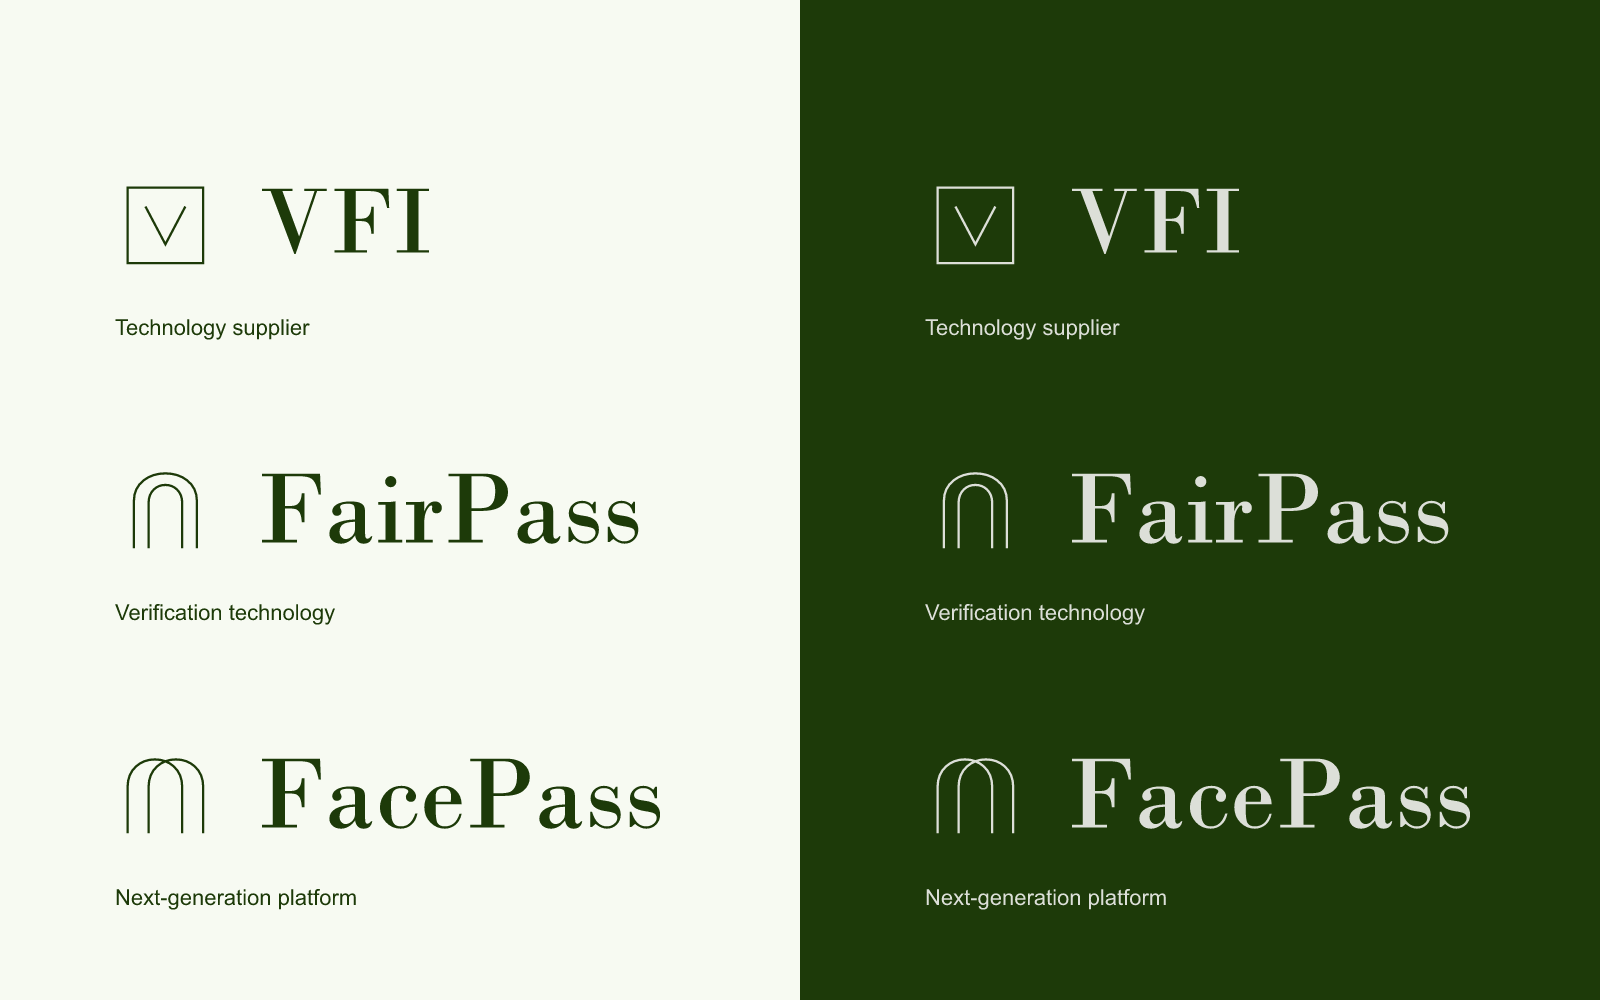 VFI
Technology supplier
FairPass
Verification technology
FacePass
Next-generation platform
VFI
Technology supplier
FairPass
Verification technology
FacePass
Next-generation platform